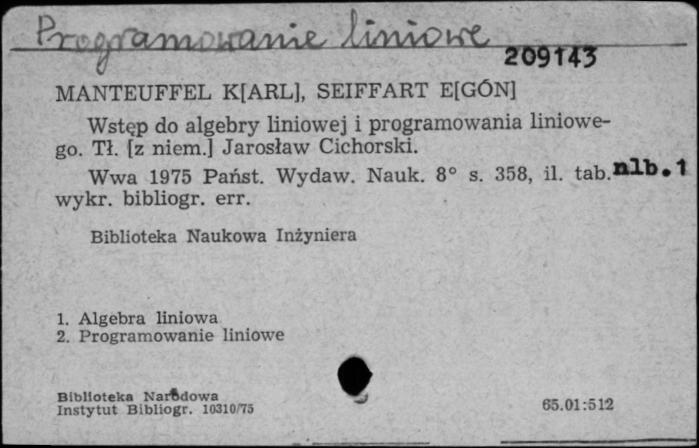 Programowanie liniowe
209143
MANTEUFFEL K[ARL], SEIFFART E[GÓN]
Wstęp do algebry liniowej i programowania liniowe-
go. Tł. [z niem.] Jarosław Cichorski.
Wwa 1975 Państ. Wydaw. Nauk. 8° s. 358, il. tab. nlb. 1
wykr. bibliogr. err.
Biblioteka Naukowa Inżyniera
1. Algebra liniowa
2. Programowanie liniowe
Biblioteka Narodowa
Instytut Bibliogr. 10310/75
65.01:512